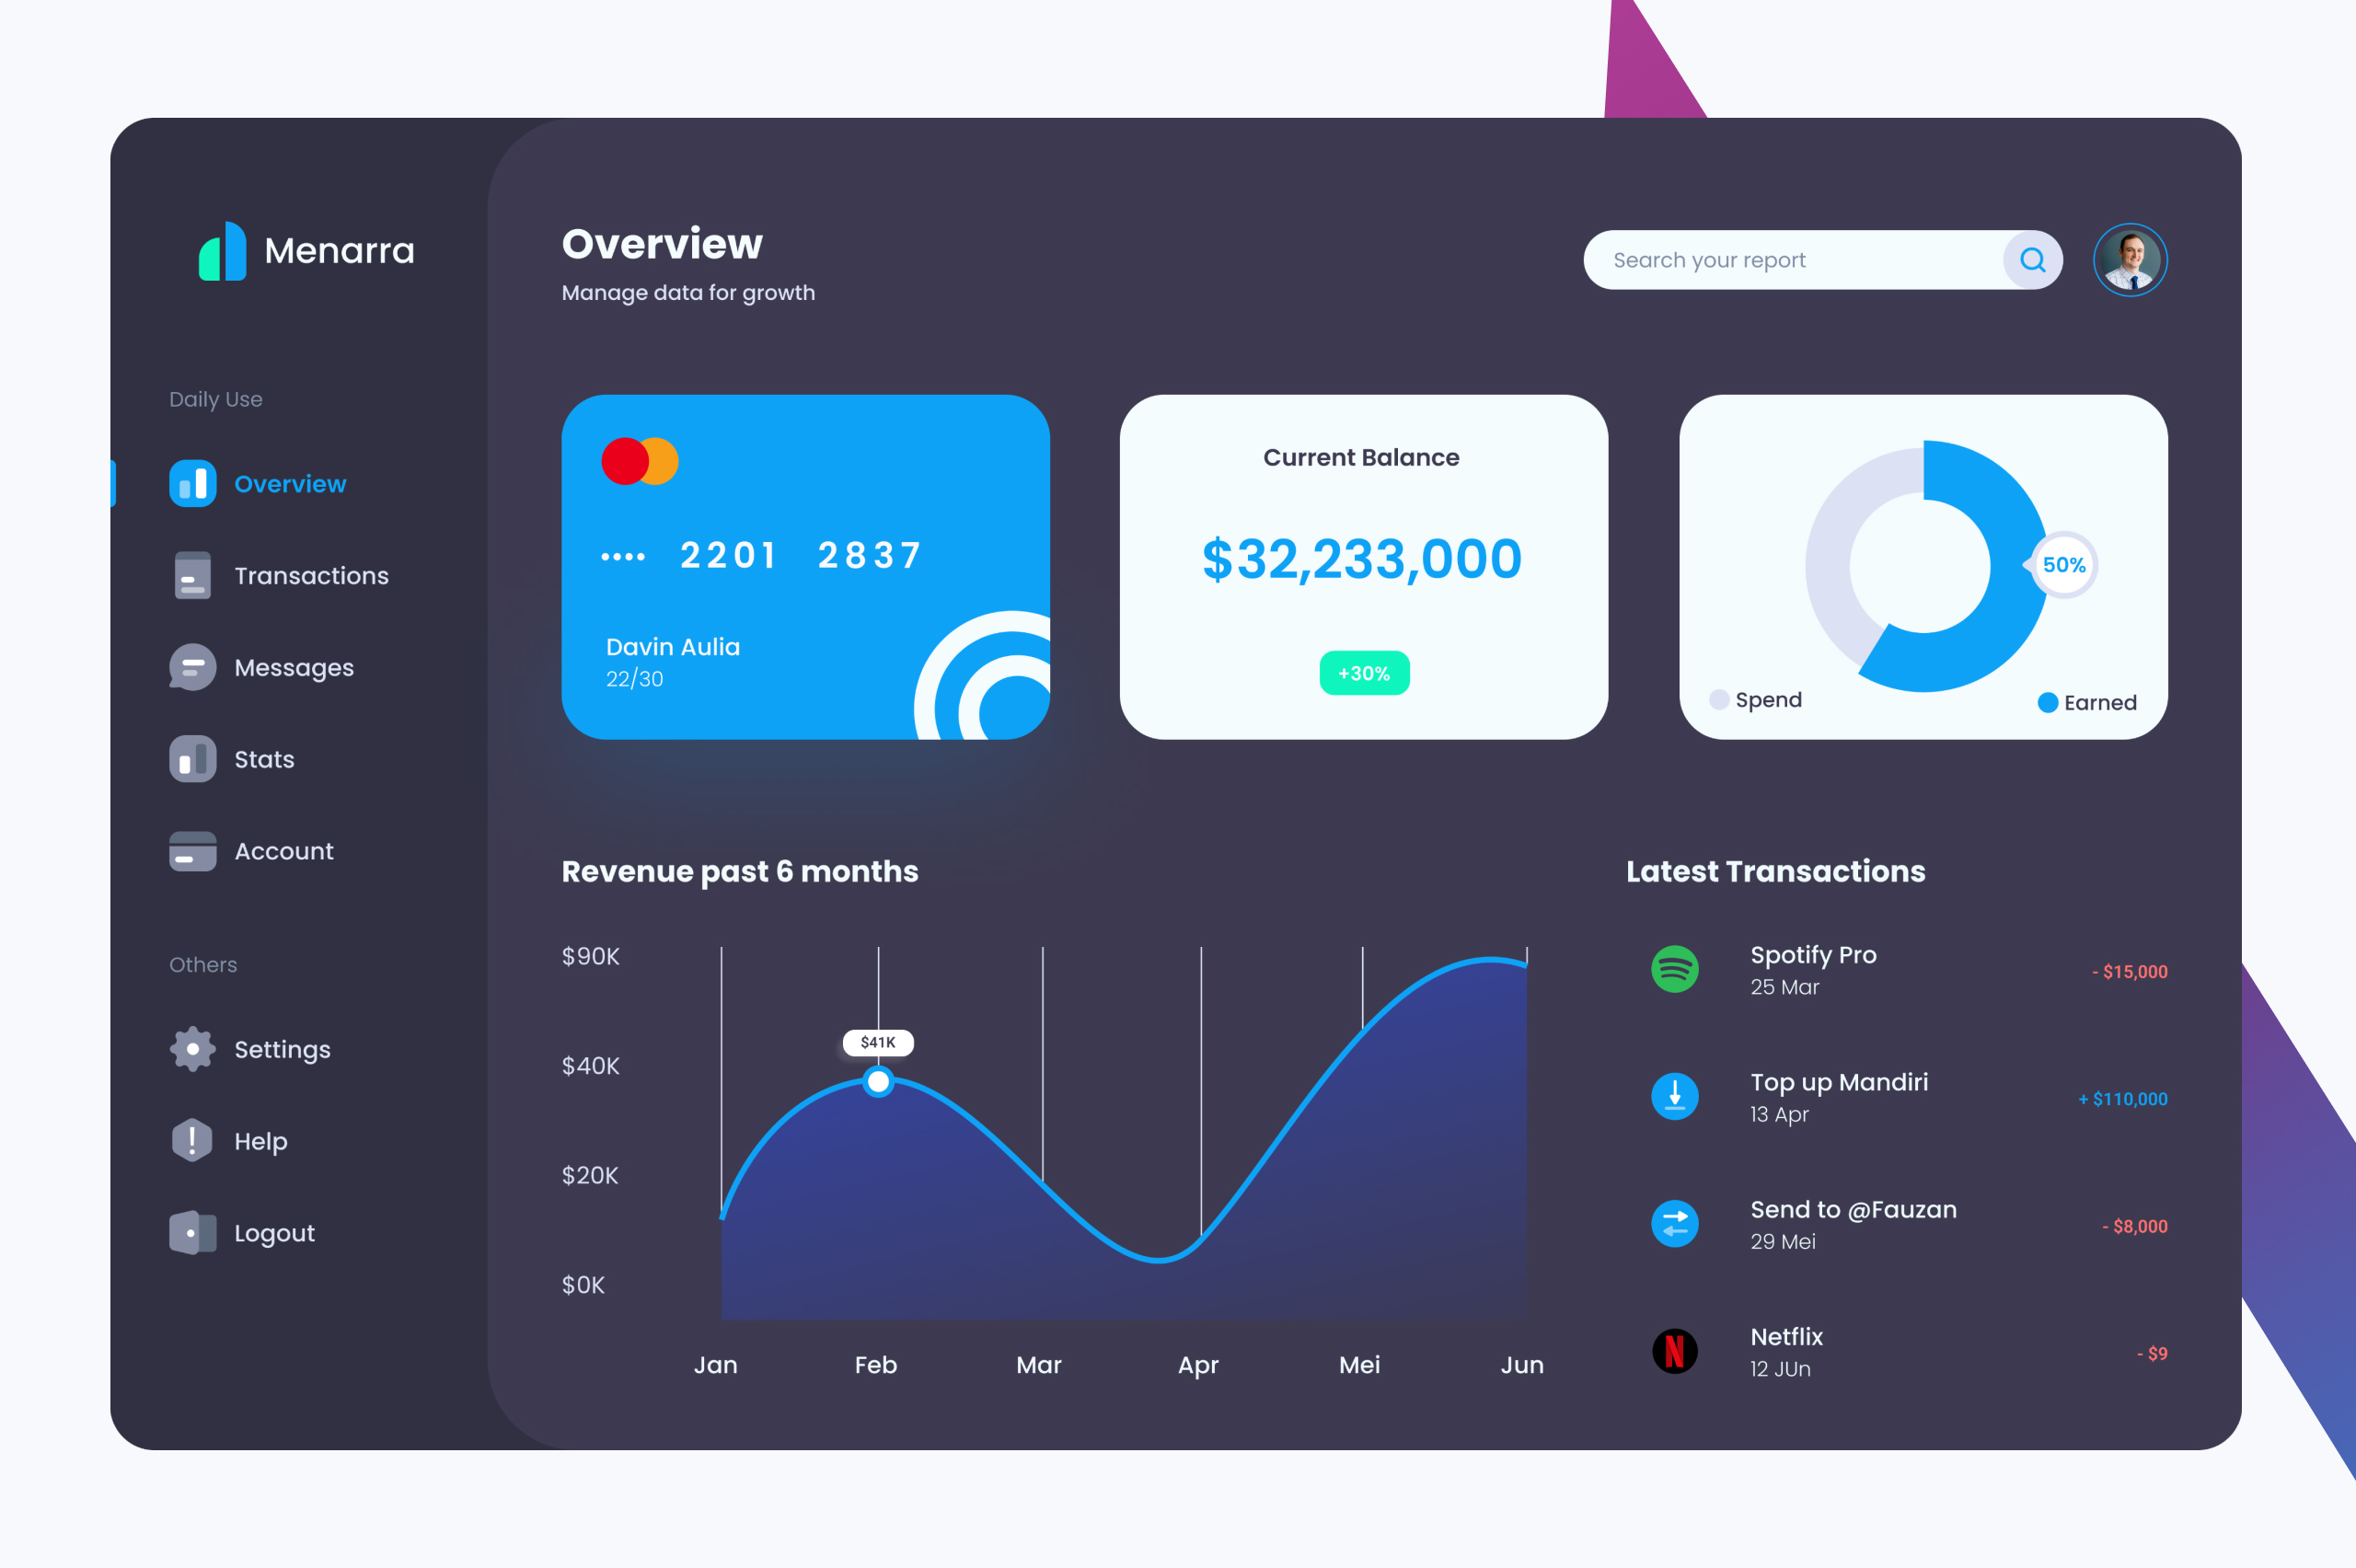 Menarra
Daily Use
Overview
Transactions
Messages
Stats
Account
Others
Settings
Help
Logout
Overview
Manage data for growth
Search your report
•••• 2201 2837
Davin Aulia
22/30
Current Balance
$32,233,000
+30%
50%
Spend
Earned
Revenue past 6 months
$90K
$40K
$20K
$0K
$41K
Jan Feb Mar Apr Mei Jun
Latest Transactions
Spotify Pro
25 Mar
- $15,000
Top up Mandiri
13 Apr
+ $110,000
Send to @Fauzan
29 Mei
- $8,000
N
Netflix
12 JUn
- $9